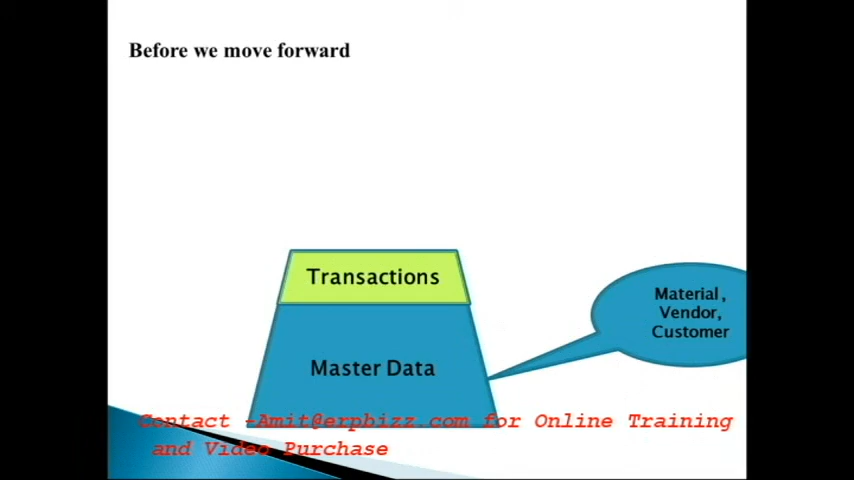 Before we move forward
Transactions
Material,
Vendor,
Customer
Master Data
Contact -Amit@erpbizz.com for Online Training
and Video Purchase